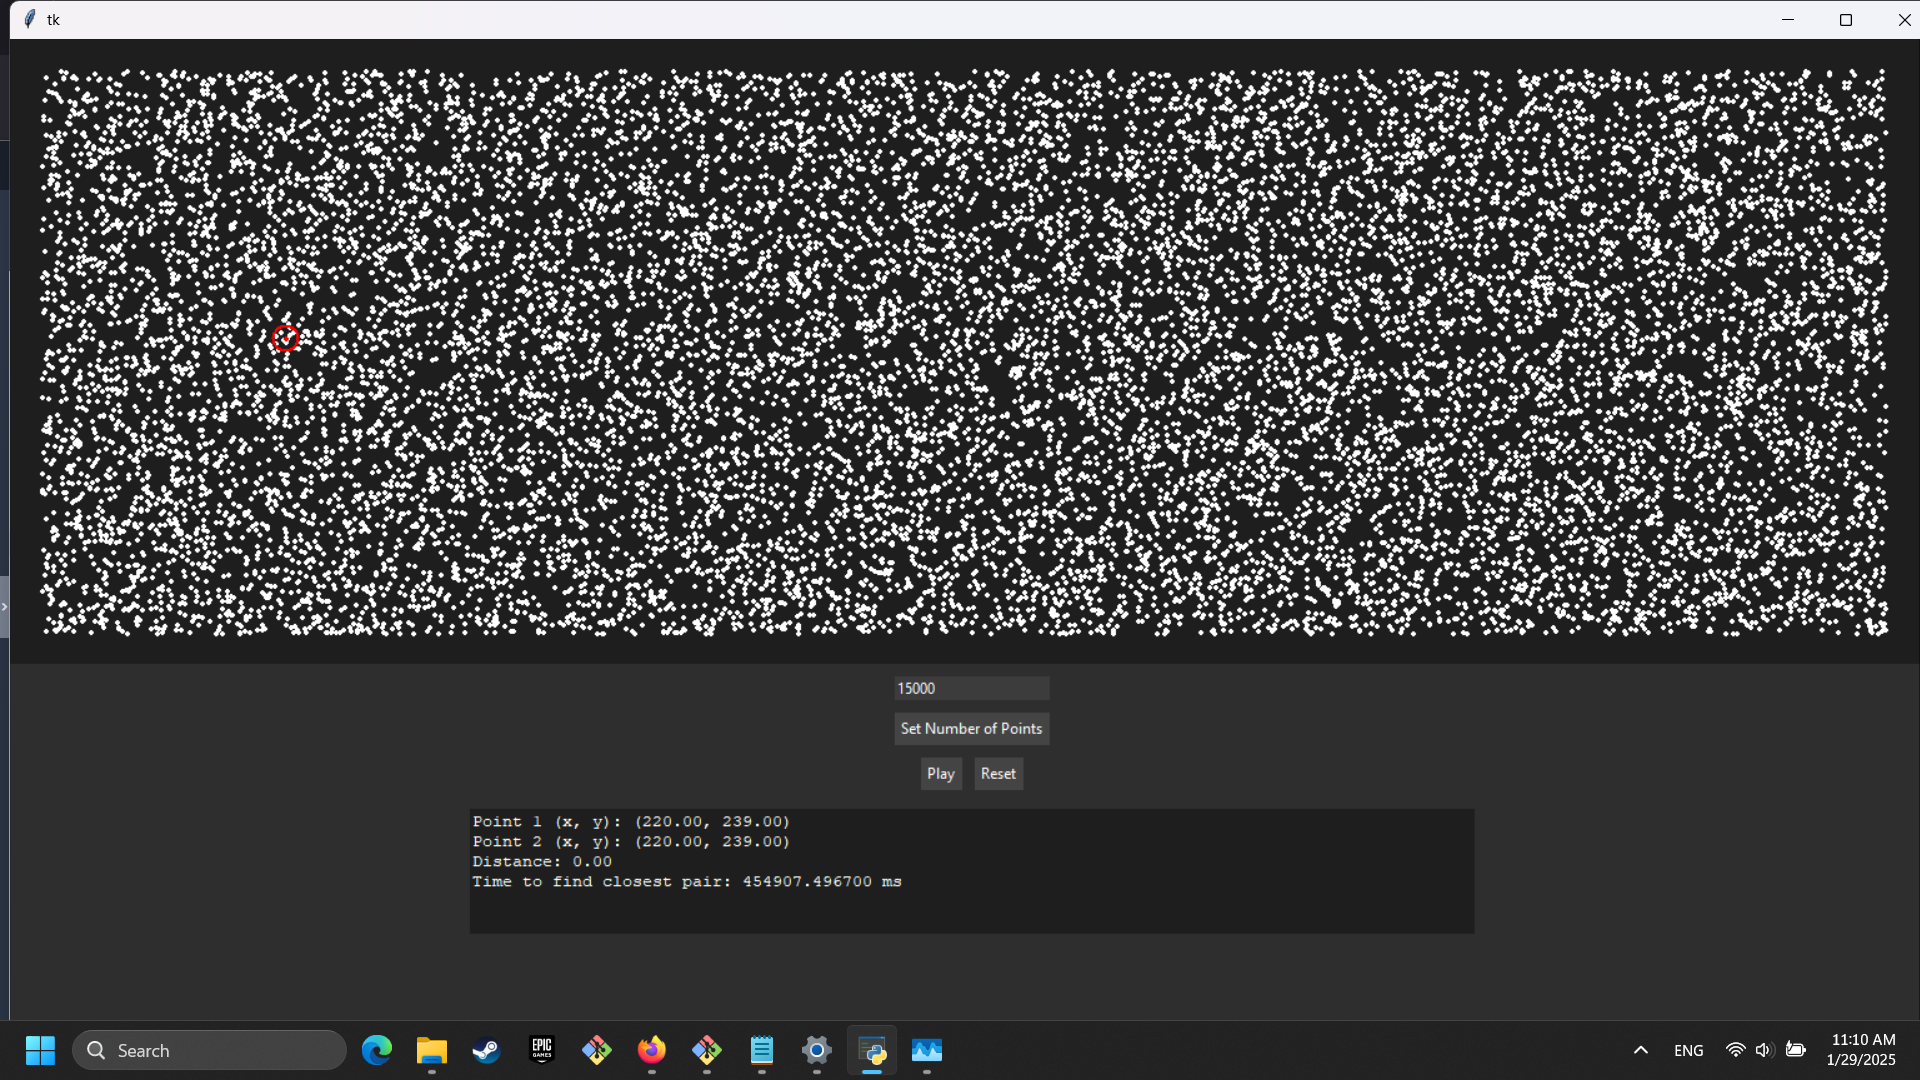 tk
15000
Set Number of Points
Play Reset
Point 1 (x, y): (220.00, 239.00)
Point 2 (x, y): (220.00, 239.00)
Distance: 0.00
Time to find closest pair: 454907.496700 ms
Search
EPIC
GAMES
ENG
11:10 AM
1/29/2025